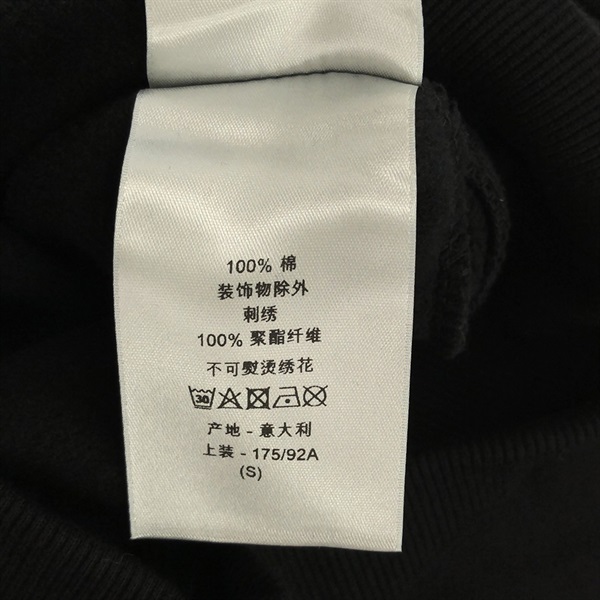 100% 棉
装饰物除外
刺绣
100% 聚酯纤维
不可熨烫绣花
30
产地 - 意大利
上装 - 175/92A
(S)